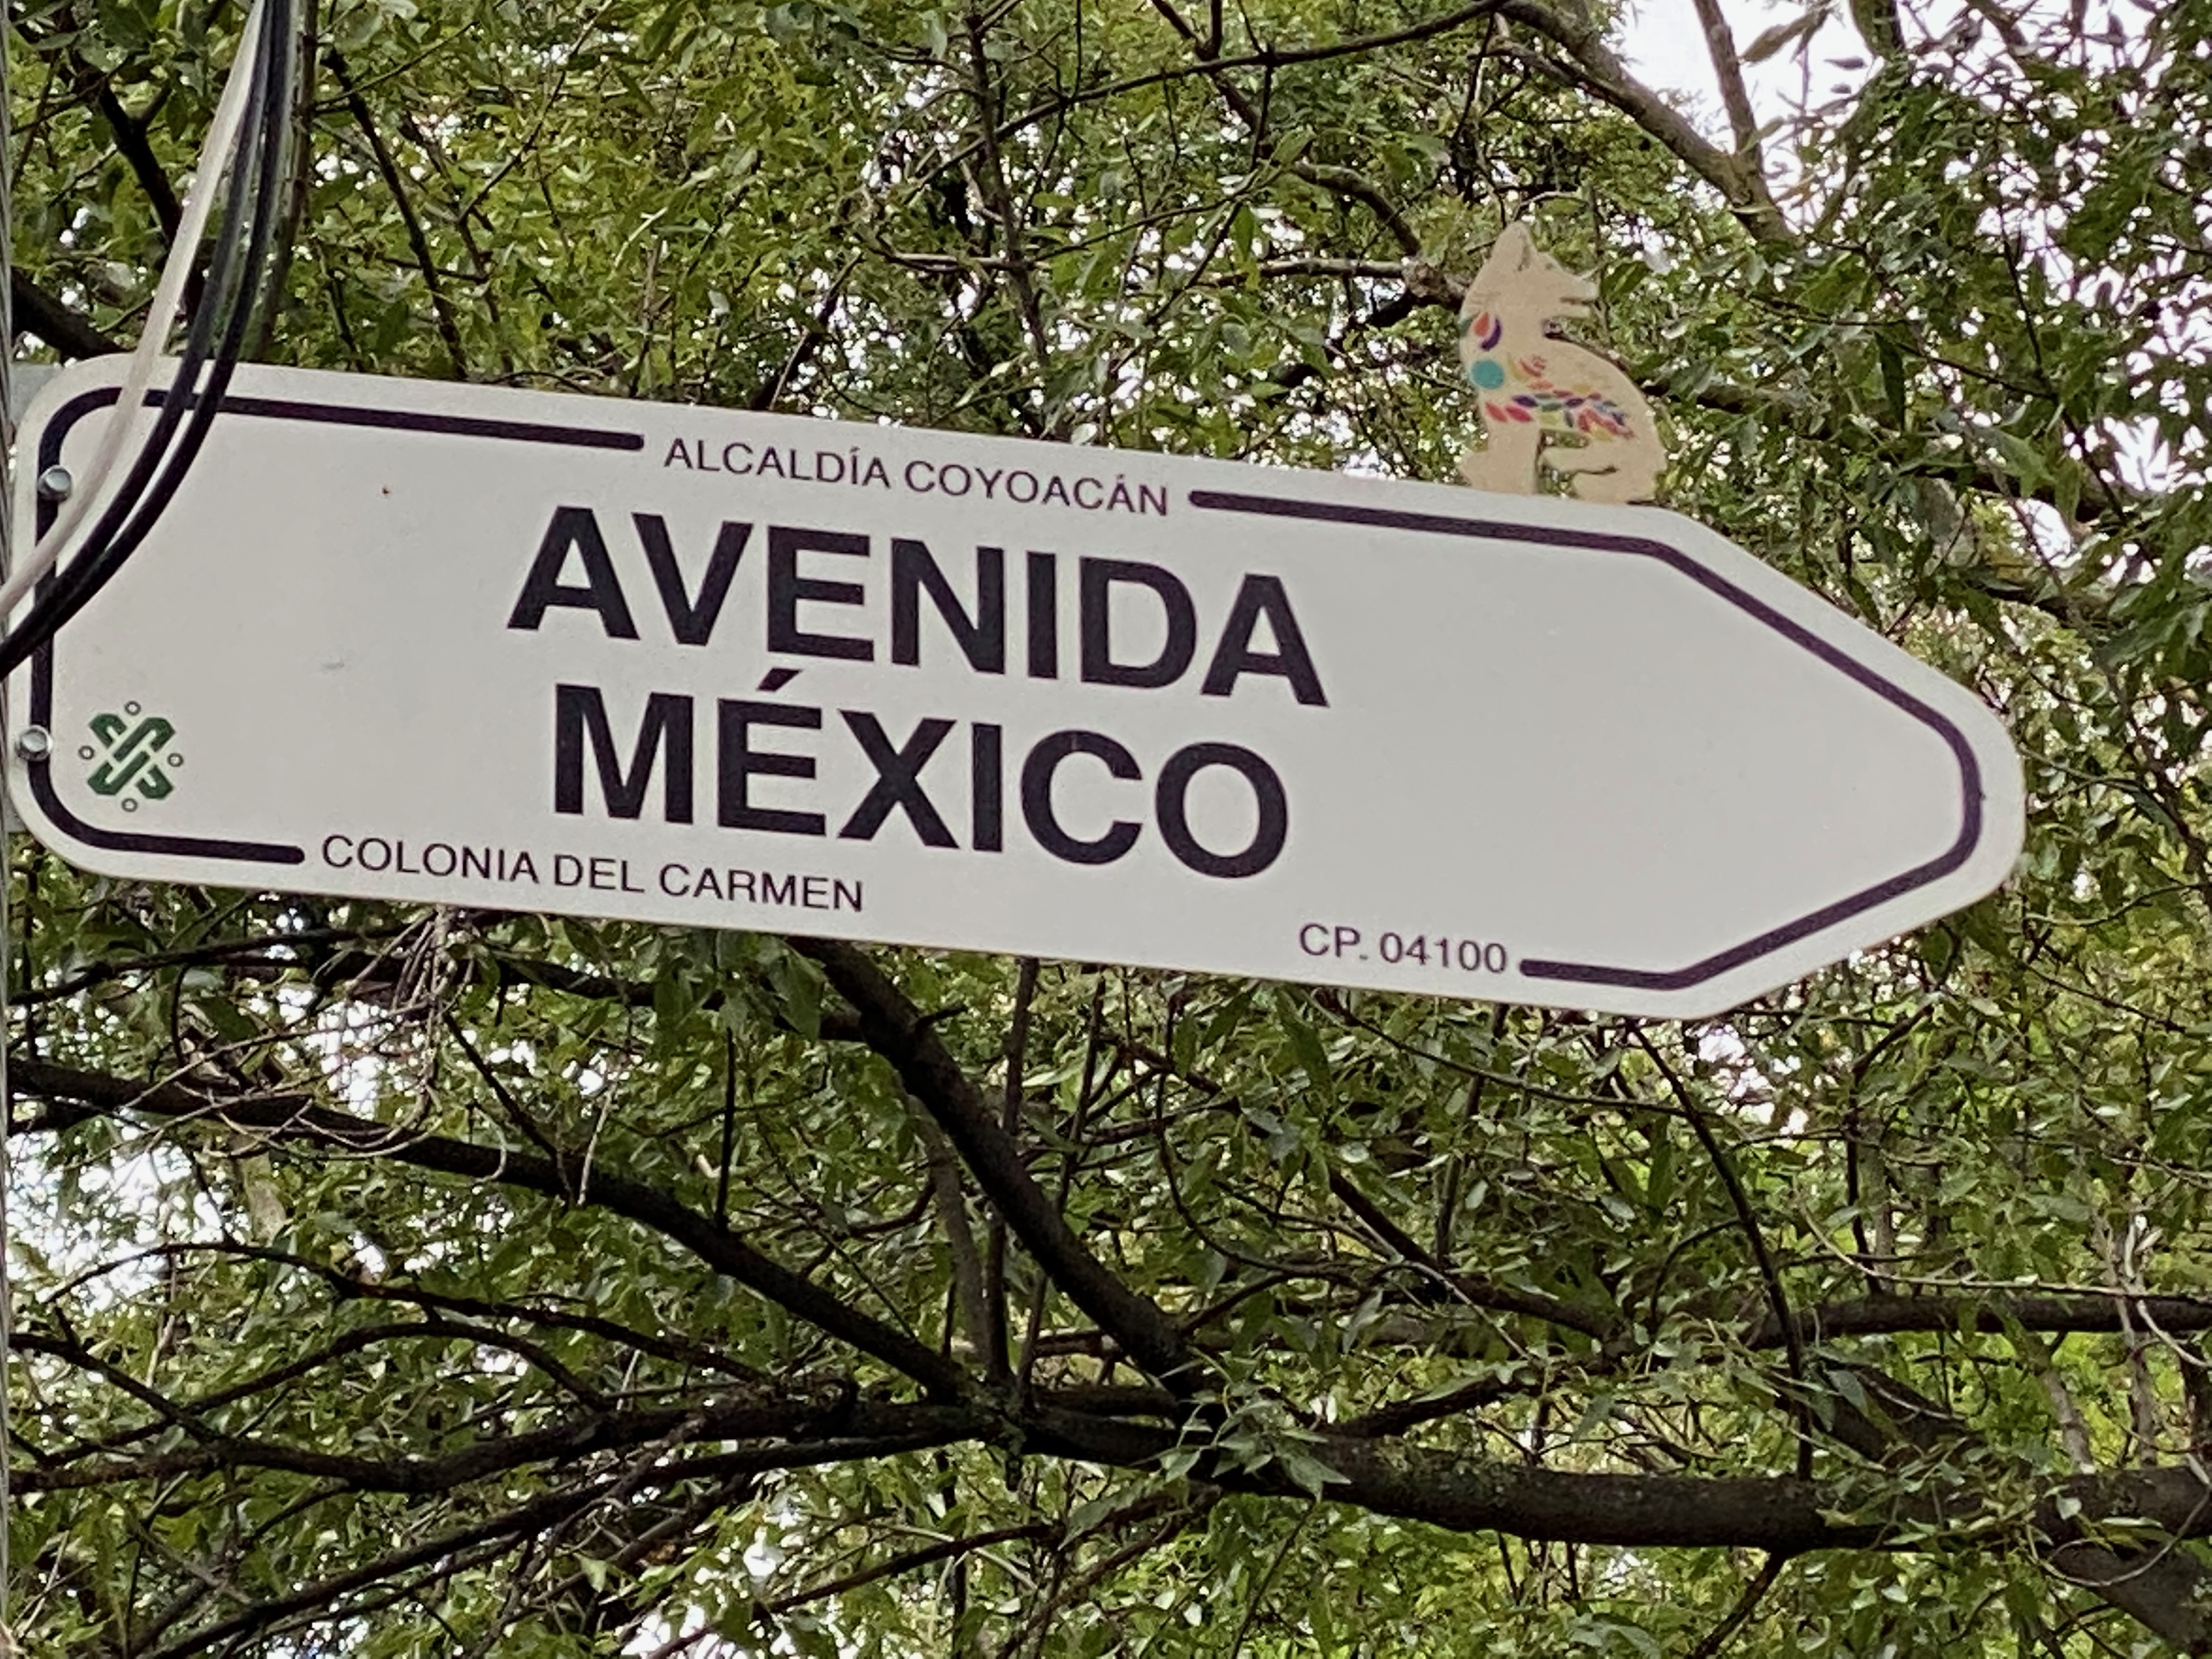 ALCALDÍA COYOACÁN
AVENIDA
MÉXICO
COLONIA DEL CARMEN
CP. 04100